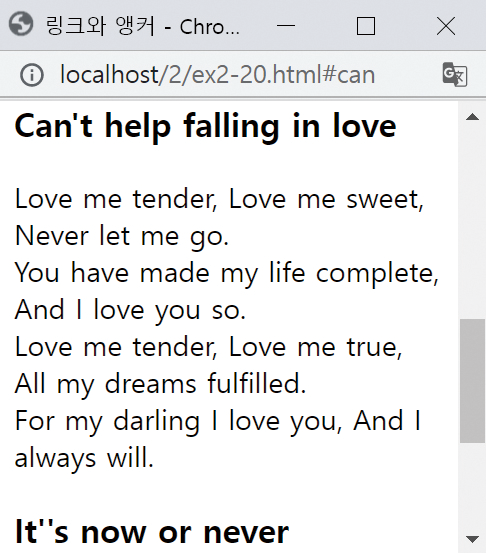 링크와 앵커 - Chro...
localhost/2/ex2-20.html#can
Can't help falling in love
Love me tender, Love me sweet,
Never let me go.
You have made my life complete,
And I love you so.
Love me tender, Love me true,
All my dreams fulfilled.
For my darling I love you, And I
always will.
It''s now or never